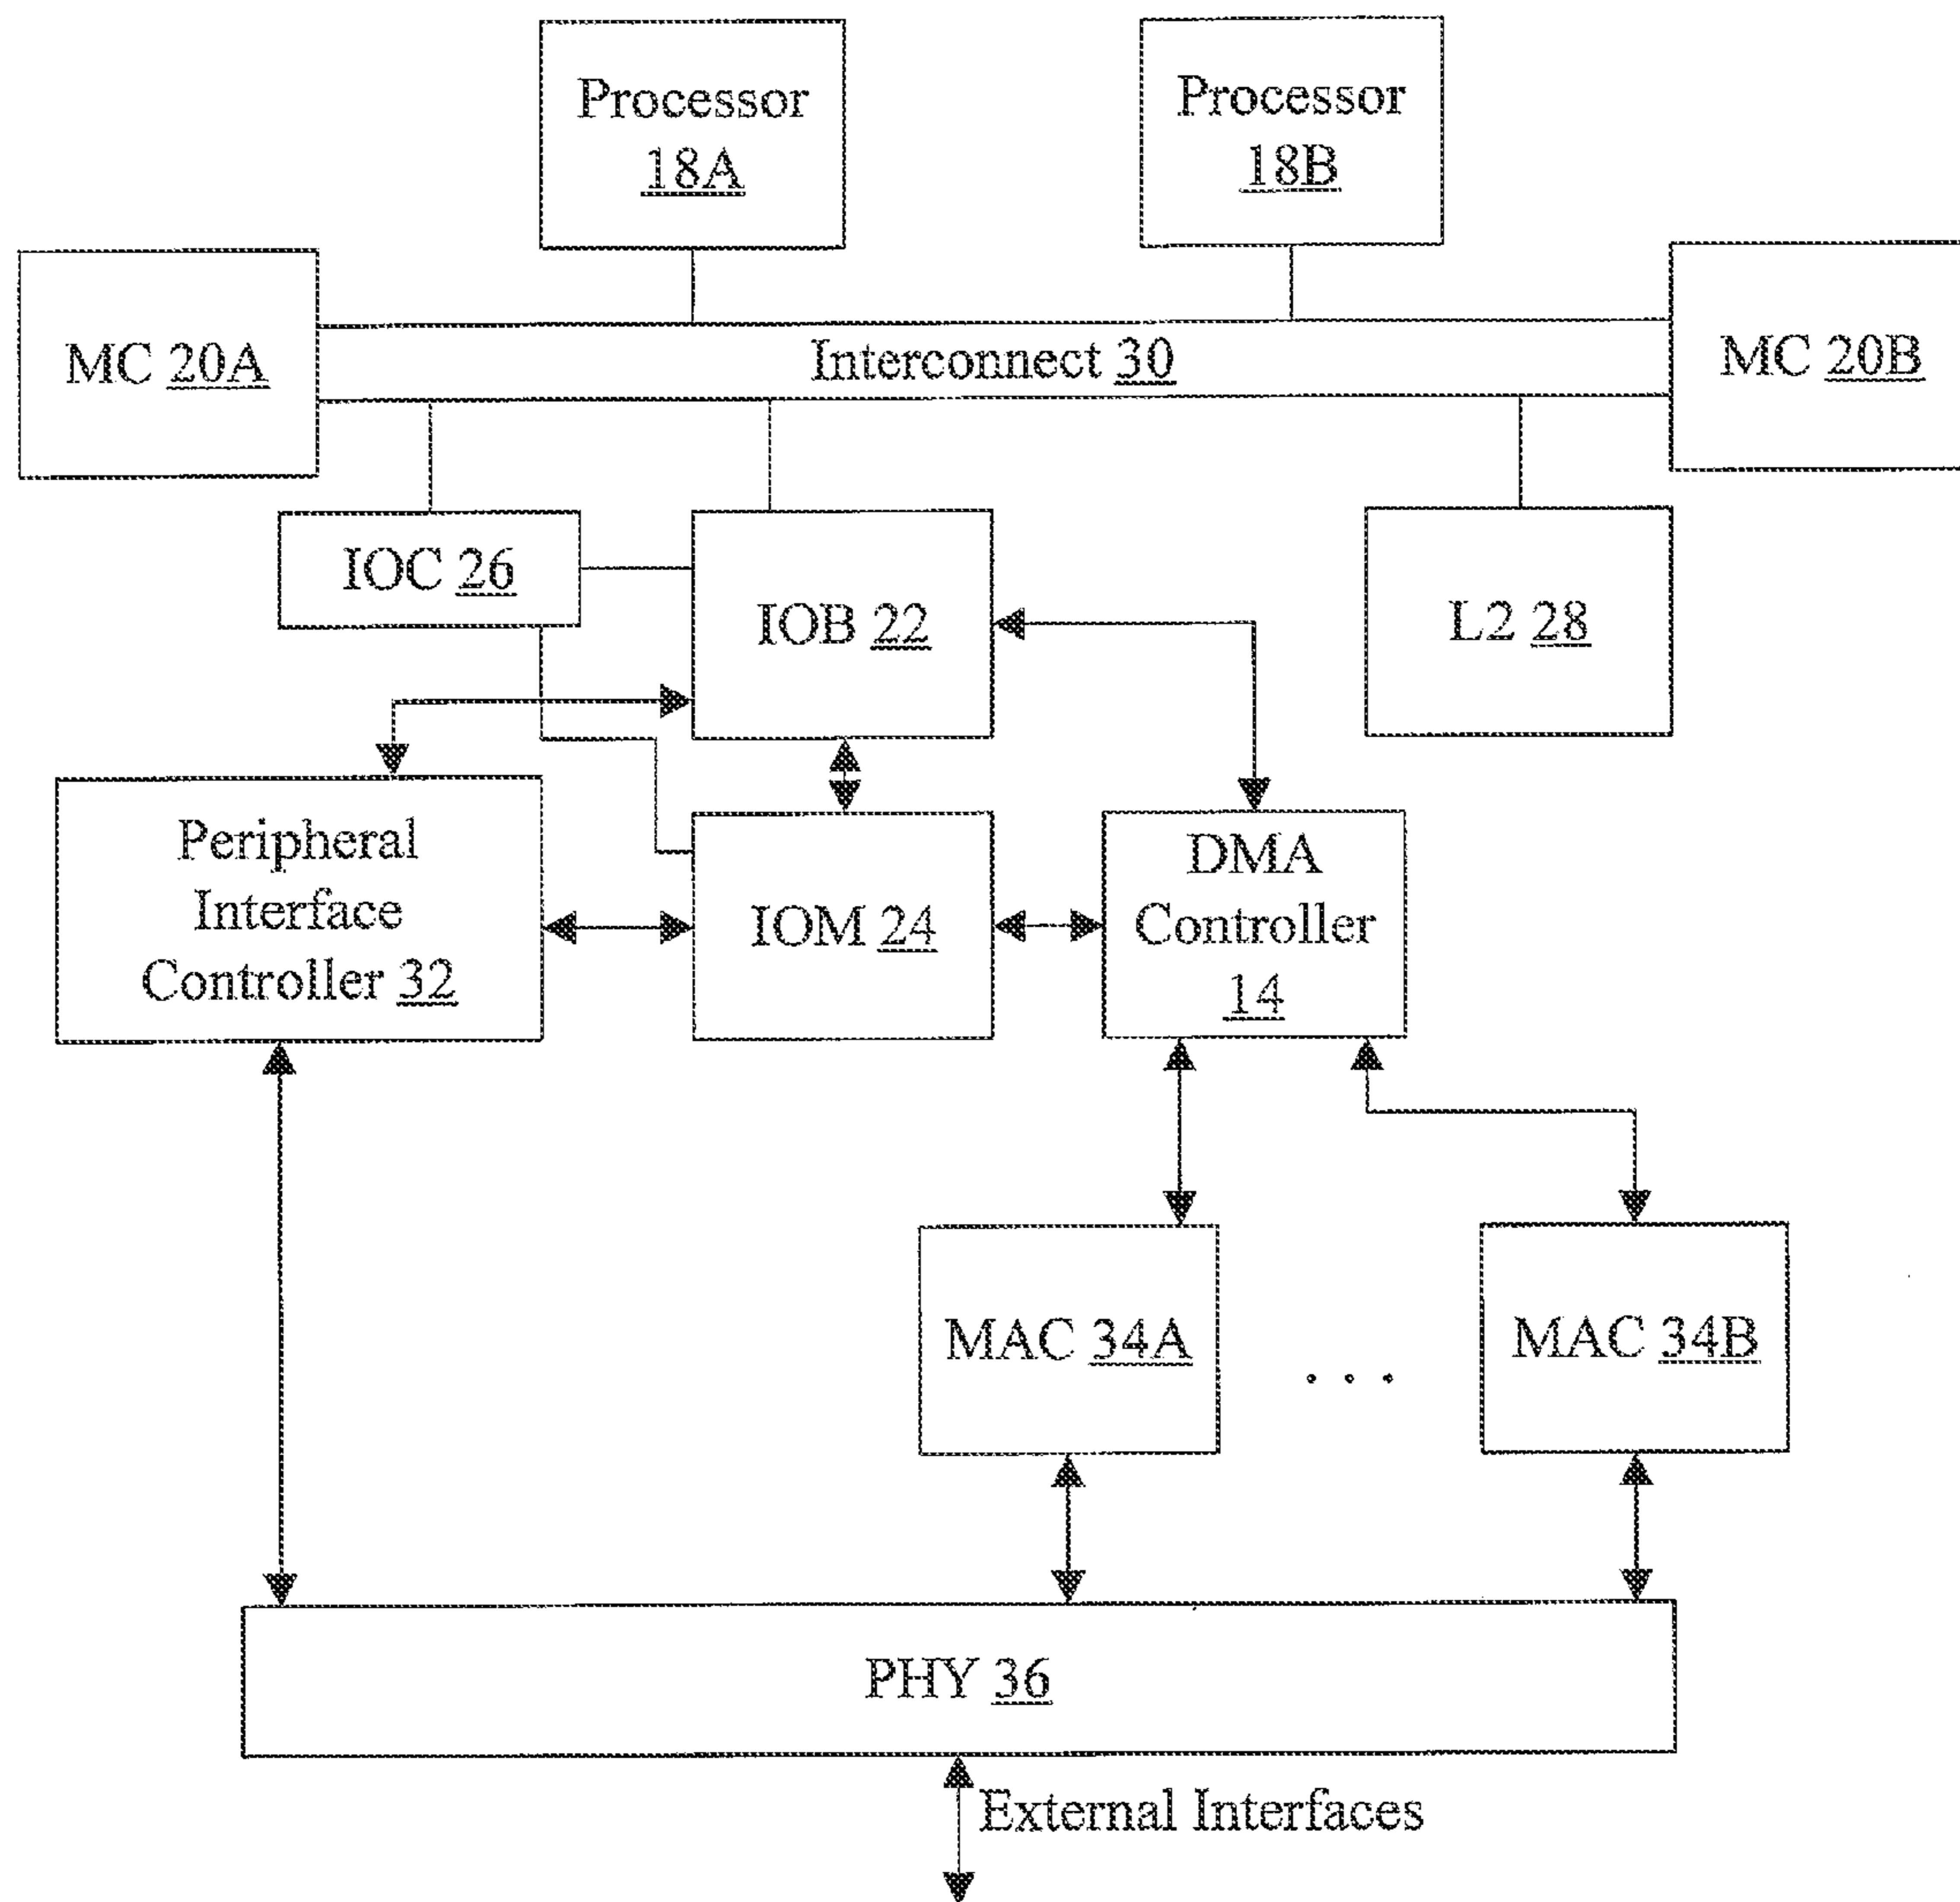 Processor
18A
Processor
18B
MC 20A
Interconnect 30
MC 20B
IOC 26
IOB 22
L2 28
Peripheral
Interface
Controller 32
IOM 24
DMA
Controller
14
MAC 34A
. . .
MAC 34B
PHY 36
External Interfaces